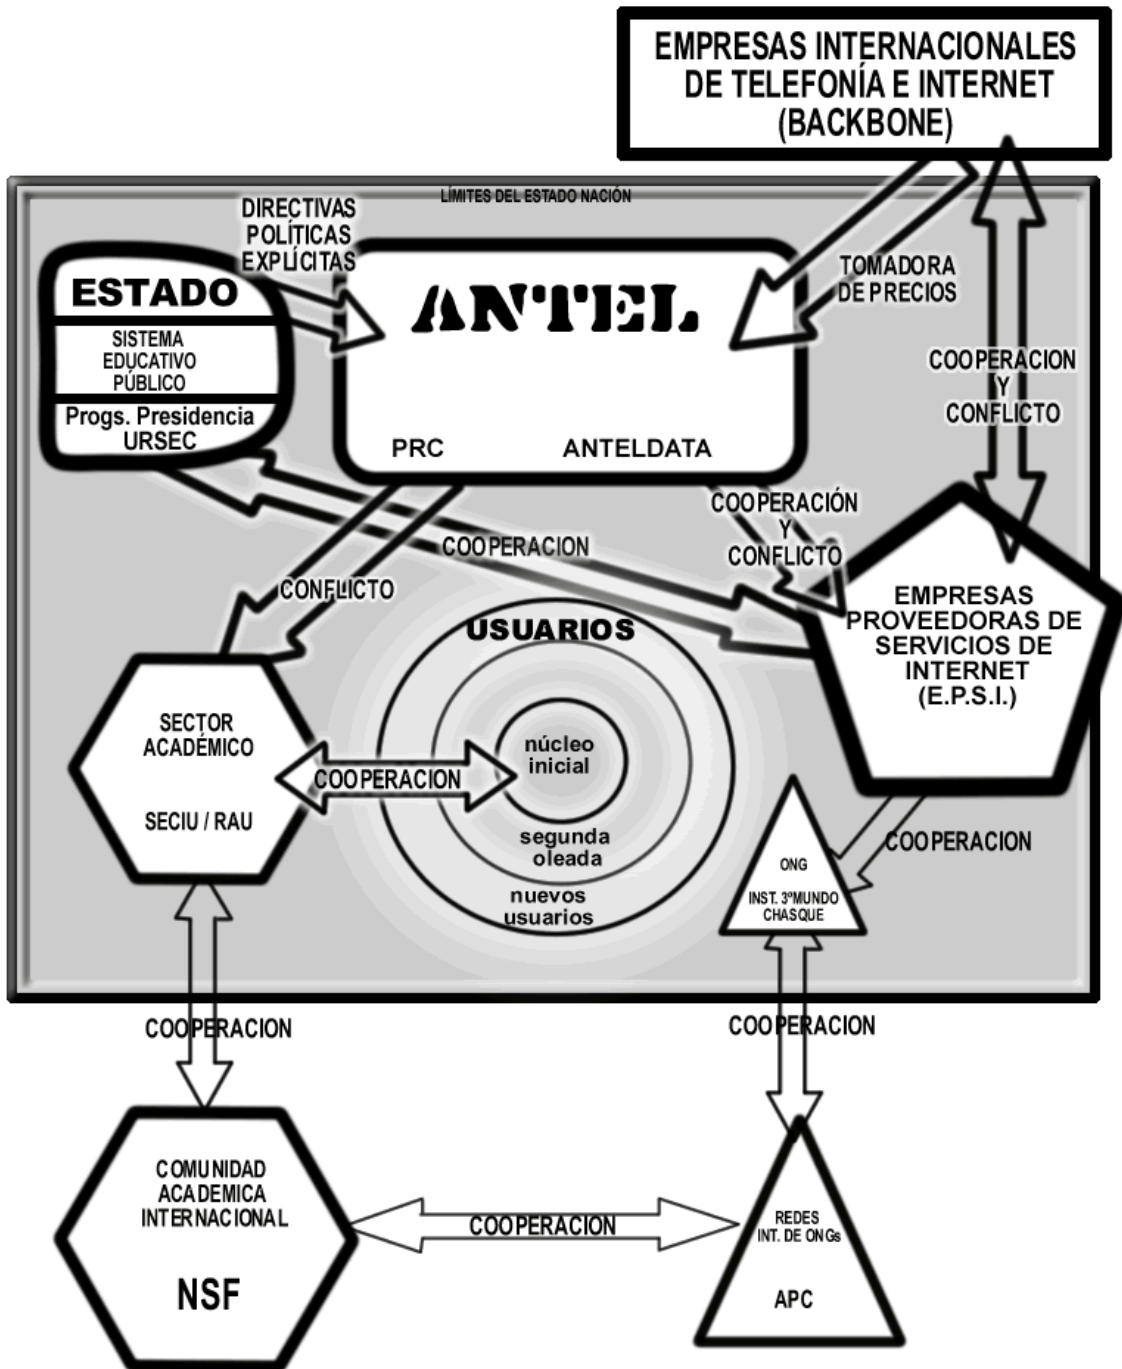 EMPRESAS INTERNACIONALES
DE TELEFONÍA E INTERNET
(BACKBONE)
LÍMITES DEL ESTADO NACIÓN
DIRECTIVAS
POLÍTICAS
EXPLÍCITAS
ESTADO
SISTEMA
EDUCATIVO
PÚBLICO
Progs. Presidencia
URSEC
ANTEL
PRC
ANTELDATA
TOMADORA
DE PRECIOS
COOPERACION
Y
CONFLICTO
COOPERACIÓN
Y
CONFLICTO
COOPERACION
CONFLICTO
EMPRESAS
PROVEEDORAS DE
SERVICIOS DE
INTERNET
(E.P.S.I.)
USUARIOS
núcleo
inicial
segunda
oleada
nuevos
usuarios
SECTOR
ACADÉMICO
SECIU / RAU
COOPERACION
COOPERACION
ONG
INST. 3ºMUNDO
CHASQUE
COOPERACION
COOPERACION
COMUNIDAD
ACADEMICA
INTERNACIONAL
NSF
COOPERACION
REDES
INT. DE ONGs
APC